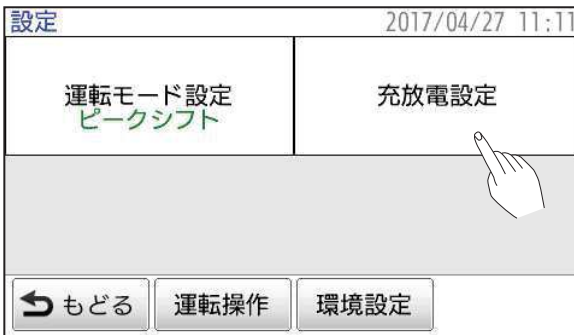 設定 2017/04/27 11:11
運転モード設定 充放電設定
ピークシフト
もどる 運転操作 環境設定